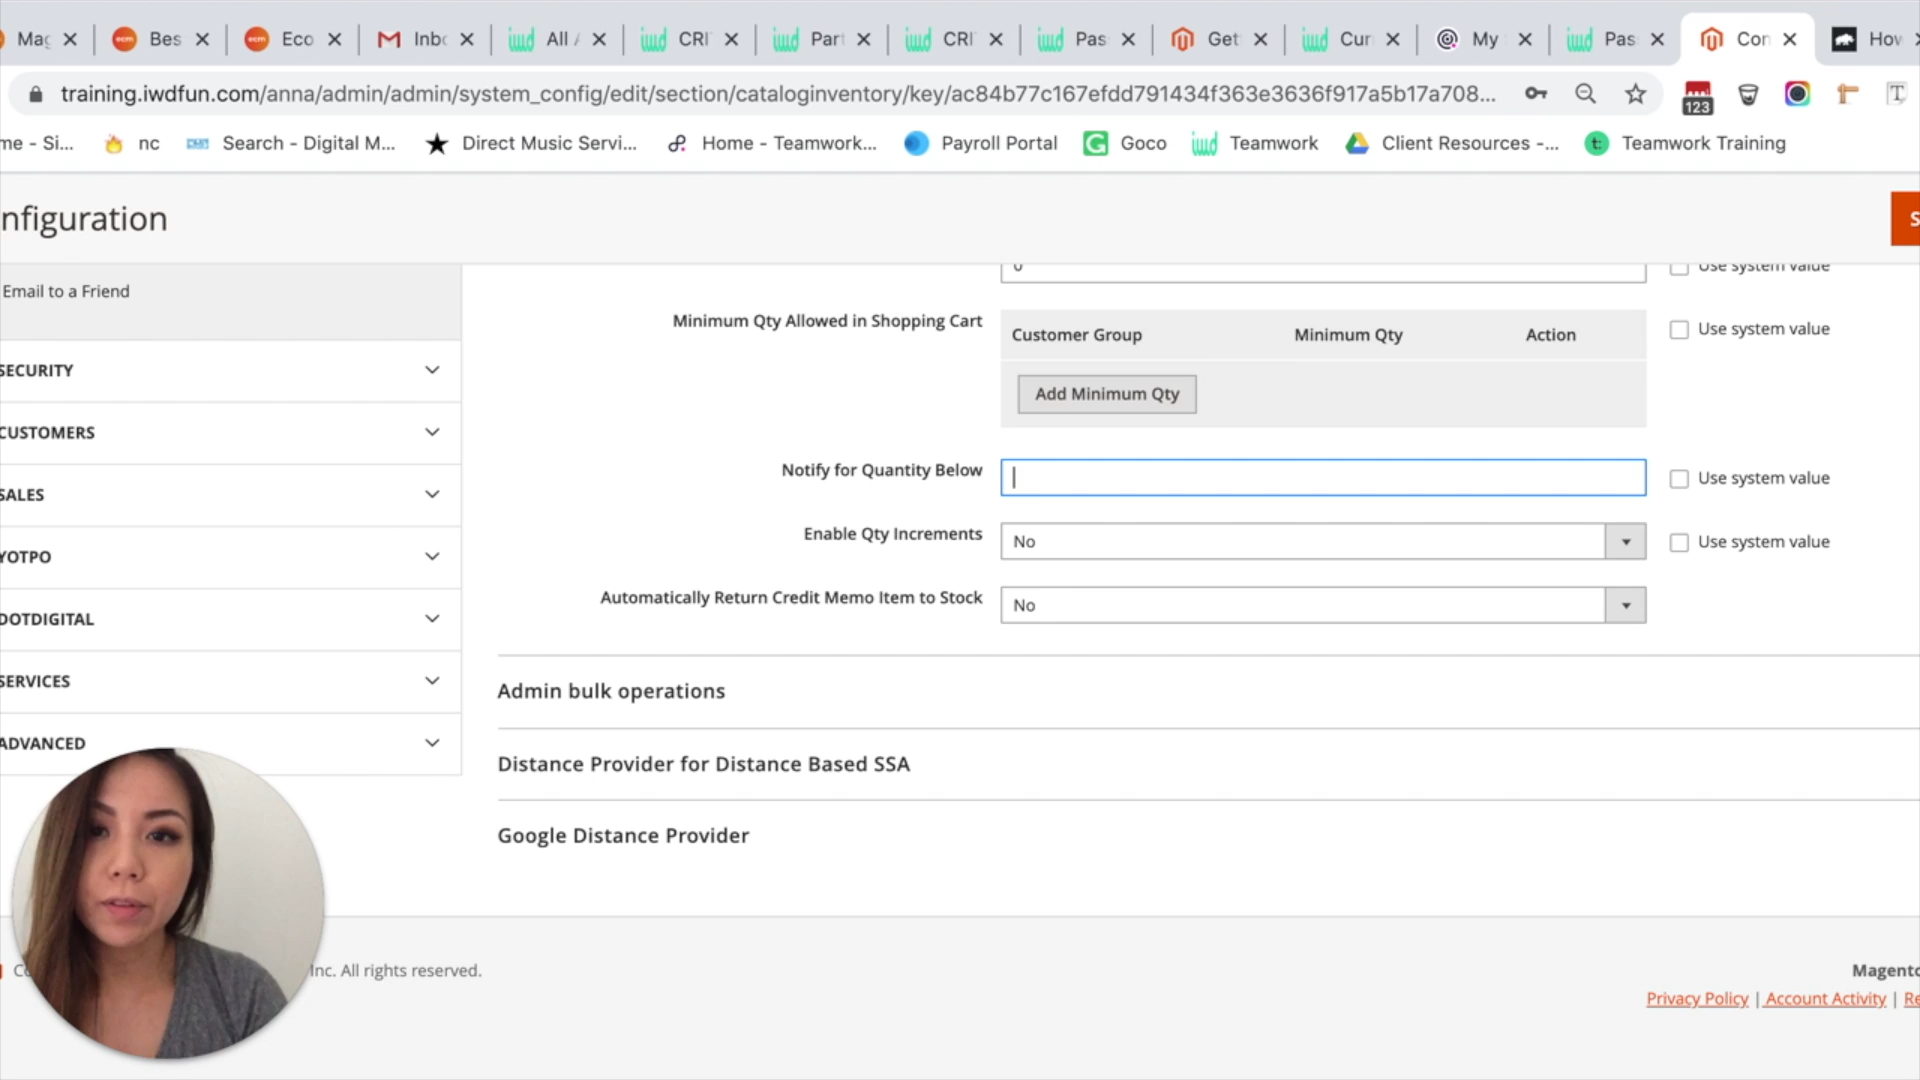 Mag
Bes
Eco
Inbo
All A
CRI
Part
CRI
Pas
Get
Cur
My
Pas
Con
How
training.iwdfun.com/anna/admin/admin/system_config/edit/section/cataloginventory/key/ac84b77c167efdd791434f363e3636f917a5b17a708...
123
me - Si...
nc
Search - Digital M...
Direct Music Servi...
Home - Teamwork...
Payroll Portal
Goco
Teamwork
Client Resources -...
Teamwork Training
nfiguration
S
Email to a Friend
SECURITY
CUSTOMERS
SALES
YOTPO
DOTDIGITAL
SERVICES
ADVANCED
0
Use system value
Minimum Qty Allowed in Shopping Cart
Customer Group
Minimum Qty
Action
Use system value
Add Minimum Qty
Notify for Quantity Below
Use system value
Enable Qty Increments
No
Use system value
Automatically Return Credit Memo Item to Stock
No
Admin bulk operations
Distance Provider for Distance Based SSA
Google Distance Provider
Inc. All rights reserved.
Magento
Privacy Policy | Account Activity | Re